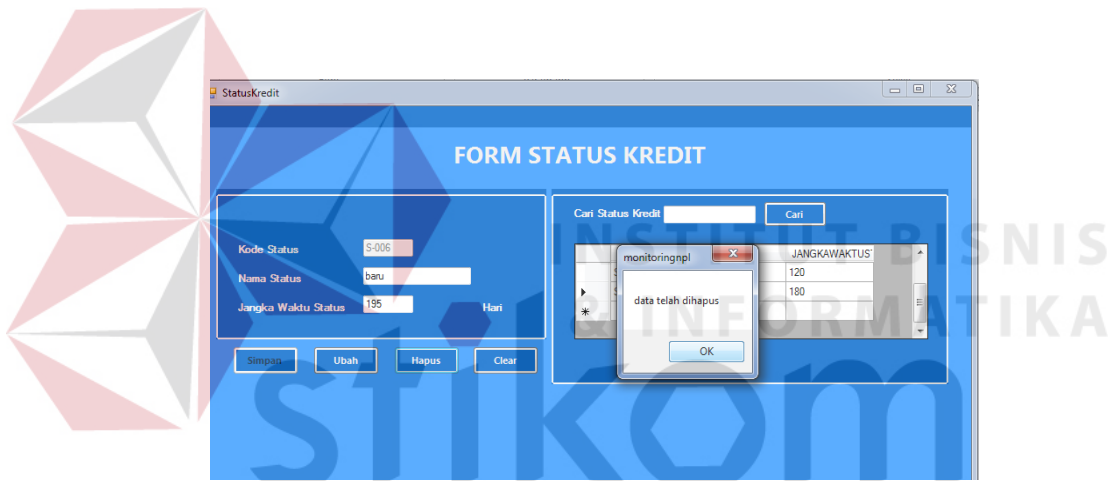 StatusKredit
FORM STATUS KREDIT
Kode Status S-006
Nama Status baru
Jangka Waktu Status 195 Hari
Simpan Ubah Hapus Clear
Cari Status Kredit Cari
JANGKAWAKTUS
120
180
monitoringnpl
data telah dihapus
OK
INSTITUT BISNIS
& INFORMATIKA
stikom